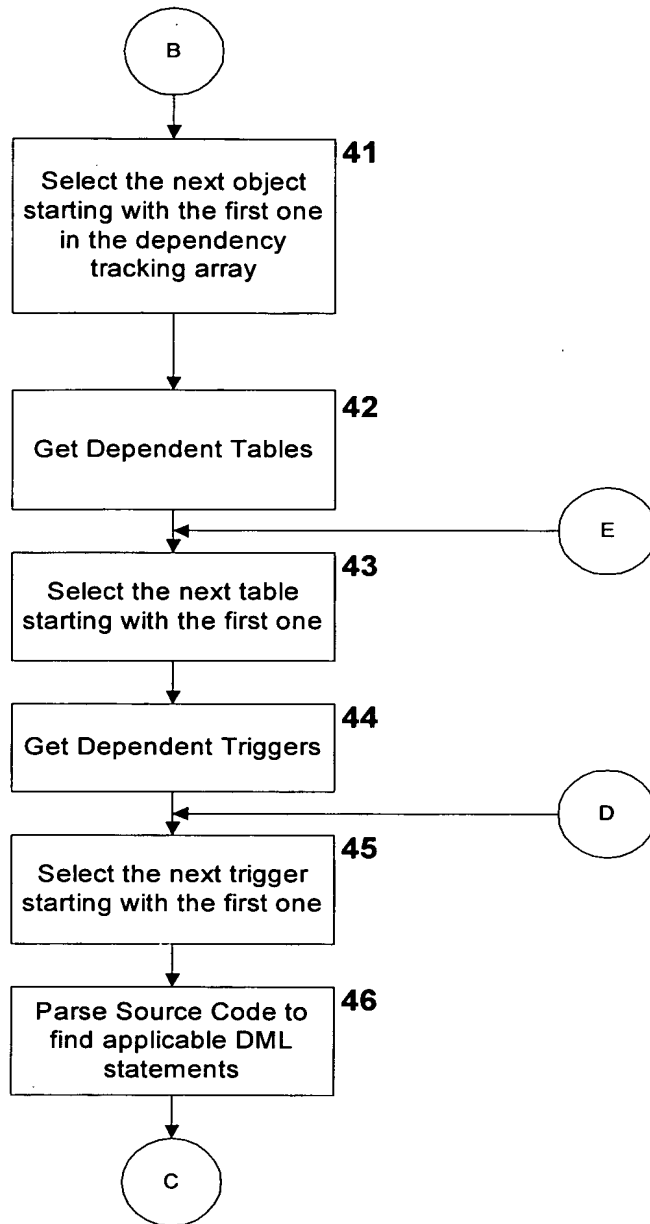 B
41
Select the next object
starting with the first one
in the dependency
tracking array
42
Get Dependent Tables
E
43
Select the next table
starting with the first one
44
Get Dependent Triggers
D
45
Select the next trigger
starting with the first one
46
Parse Source Code to
find applicable DML
statements
C